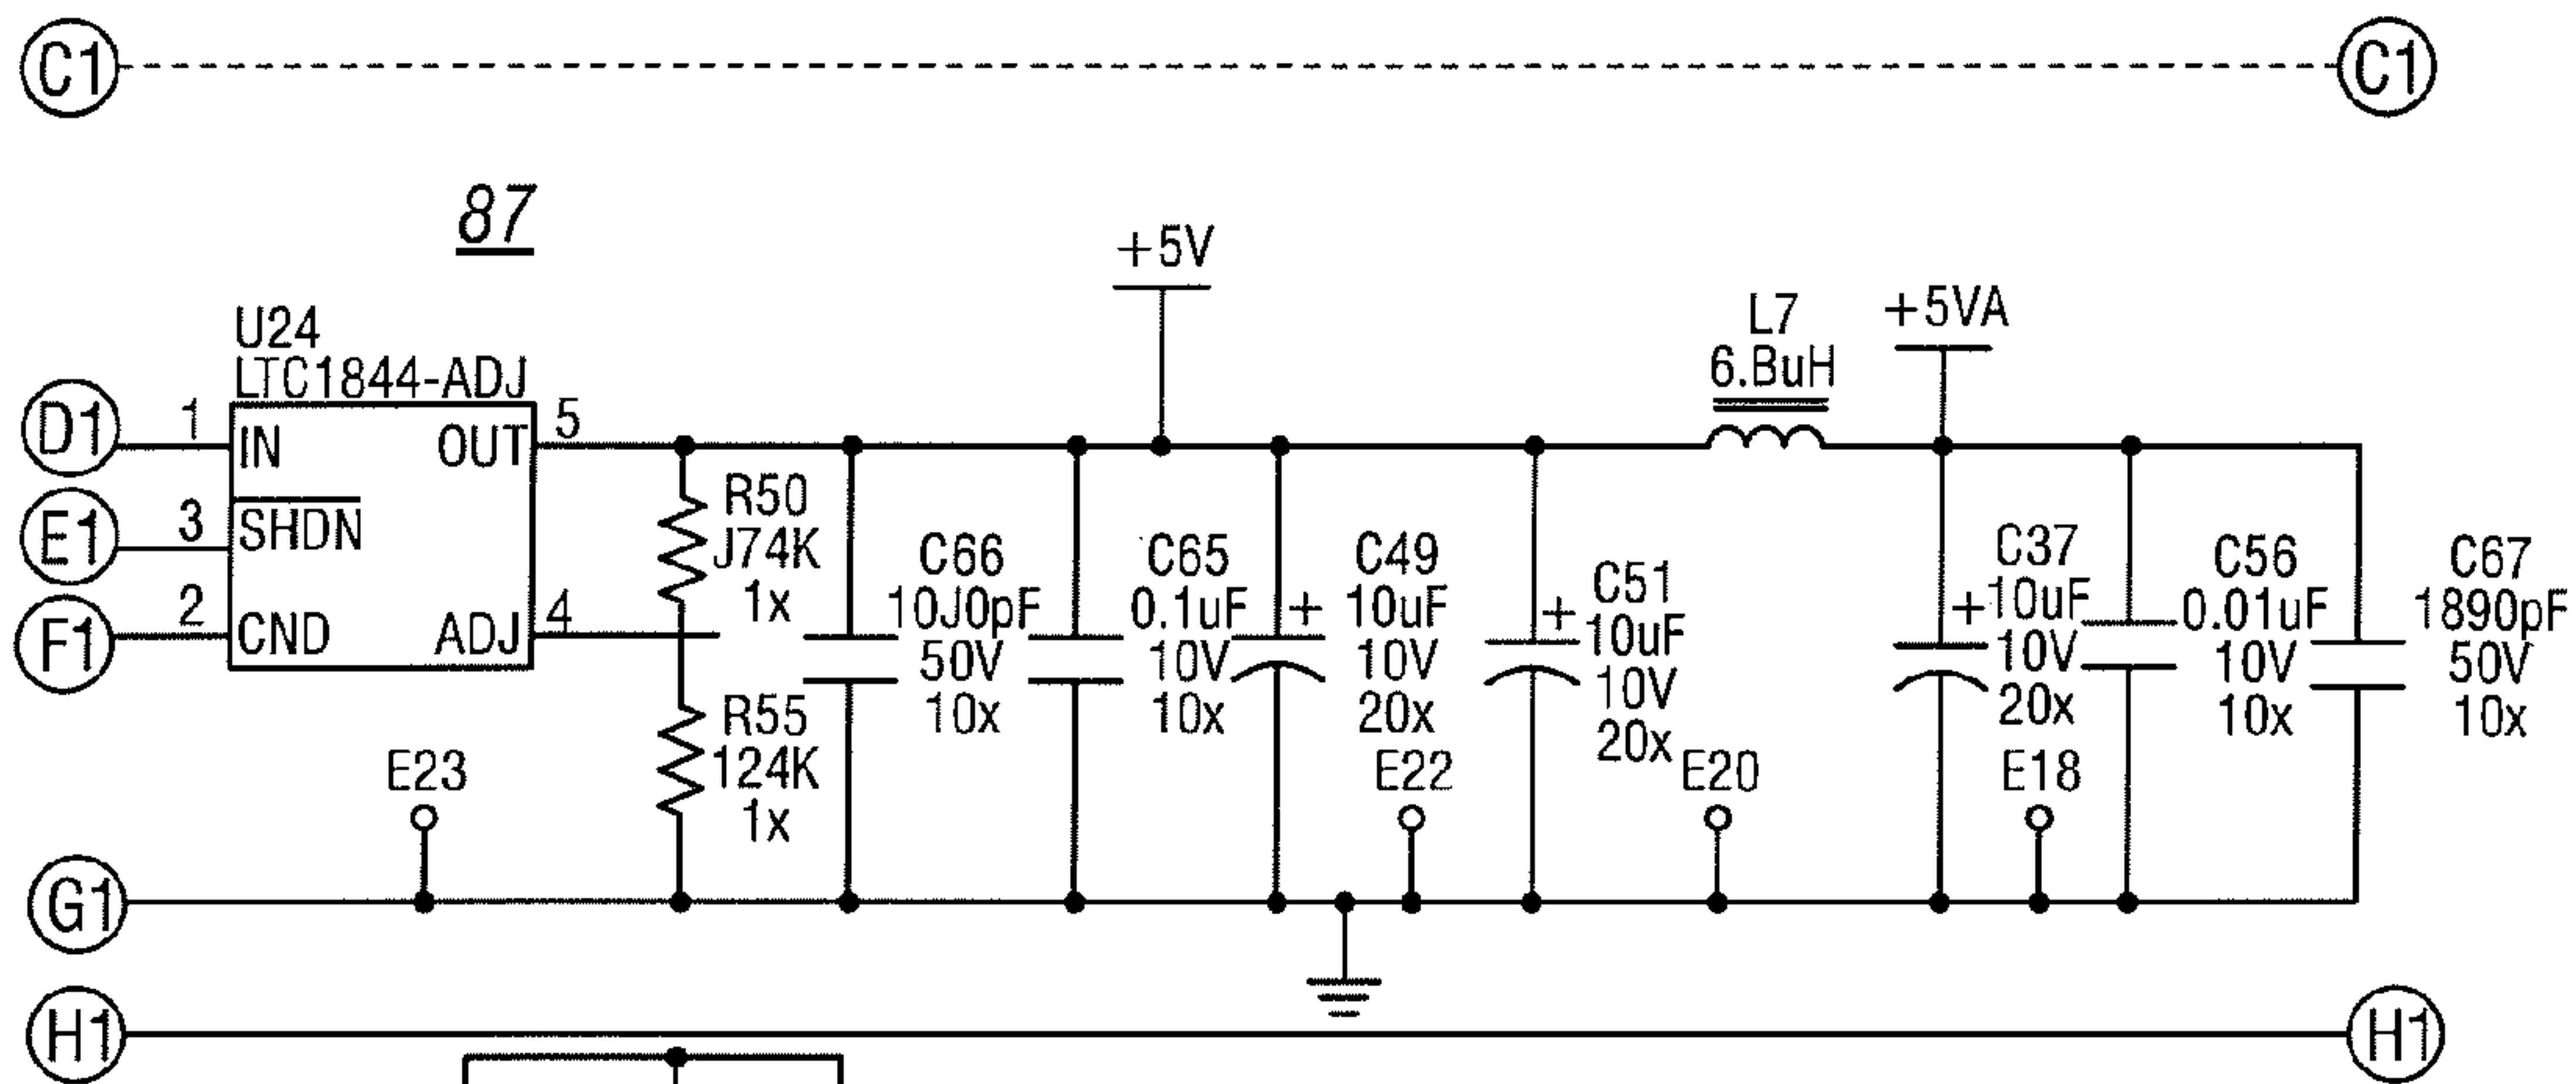 C1
C1
87
+5V
U24
LTC1844-ADJ
L7
6.BuH
+5VA
D1
1
IN
OUT
5
E1
3
SHDN
F1
2
CND
ADJ
4
R50
J74K
1x
C66
10J0pF
50V
10x
C65
0.1uF
10V
10x
+
C49
10uF
10V
20x
+
C51
10uF
10V
20x
+
C37
10uF
10V
20x
C56
0.01uF
10V
10x
C67
1890pF
50V
10x
R55
124K
1x
E23
E22
E20
E18
G1
H1
H1